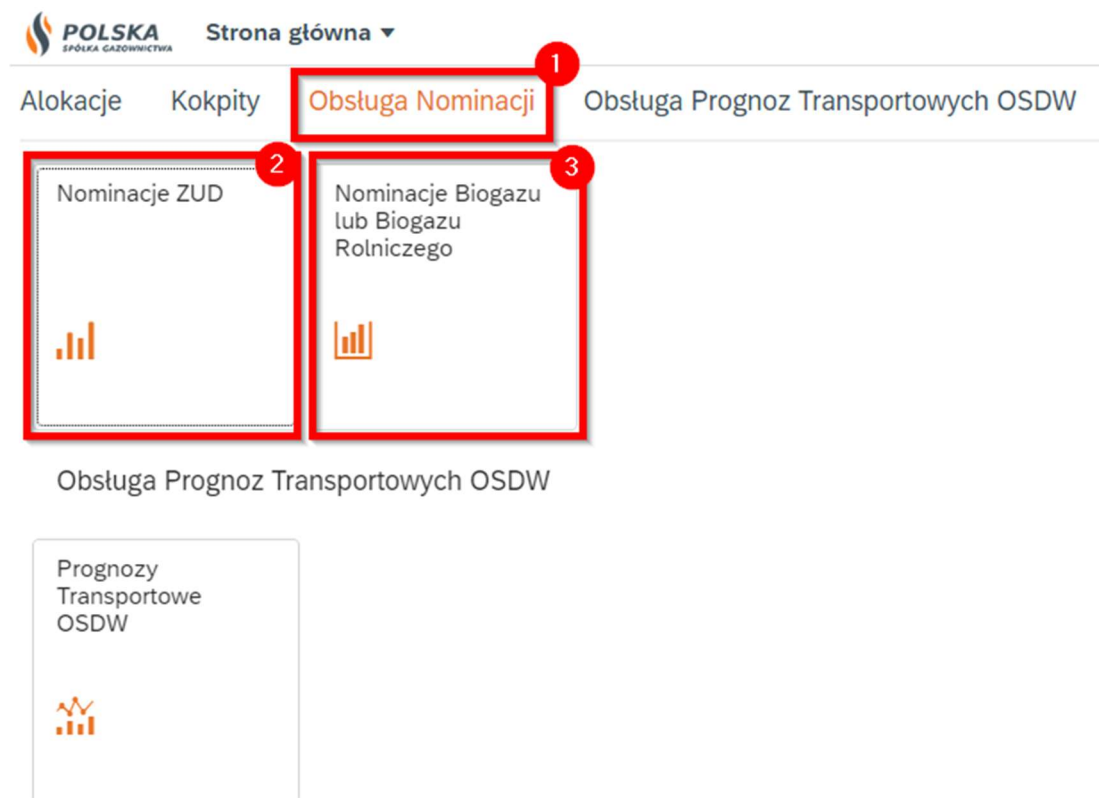 POLSKA
SPÓŁKA GAZOWNICTWA
Strona główna ▾
1
Alokacje Kokpity Obsługa Nominacji Obsługa Prognoz Transportowych OSDW
2
3
Nominacje ZUD
Nominacje Biogazu
lub Biogazu
Rolniczego
Obsługa Prognoz Transportowych OSDW
Prognozy
Transportowe
OSDW